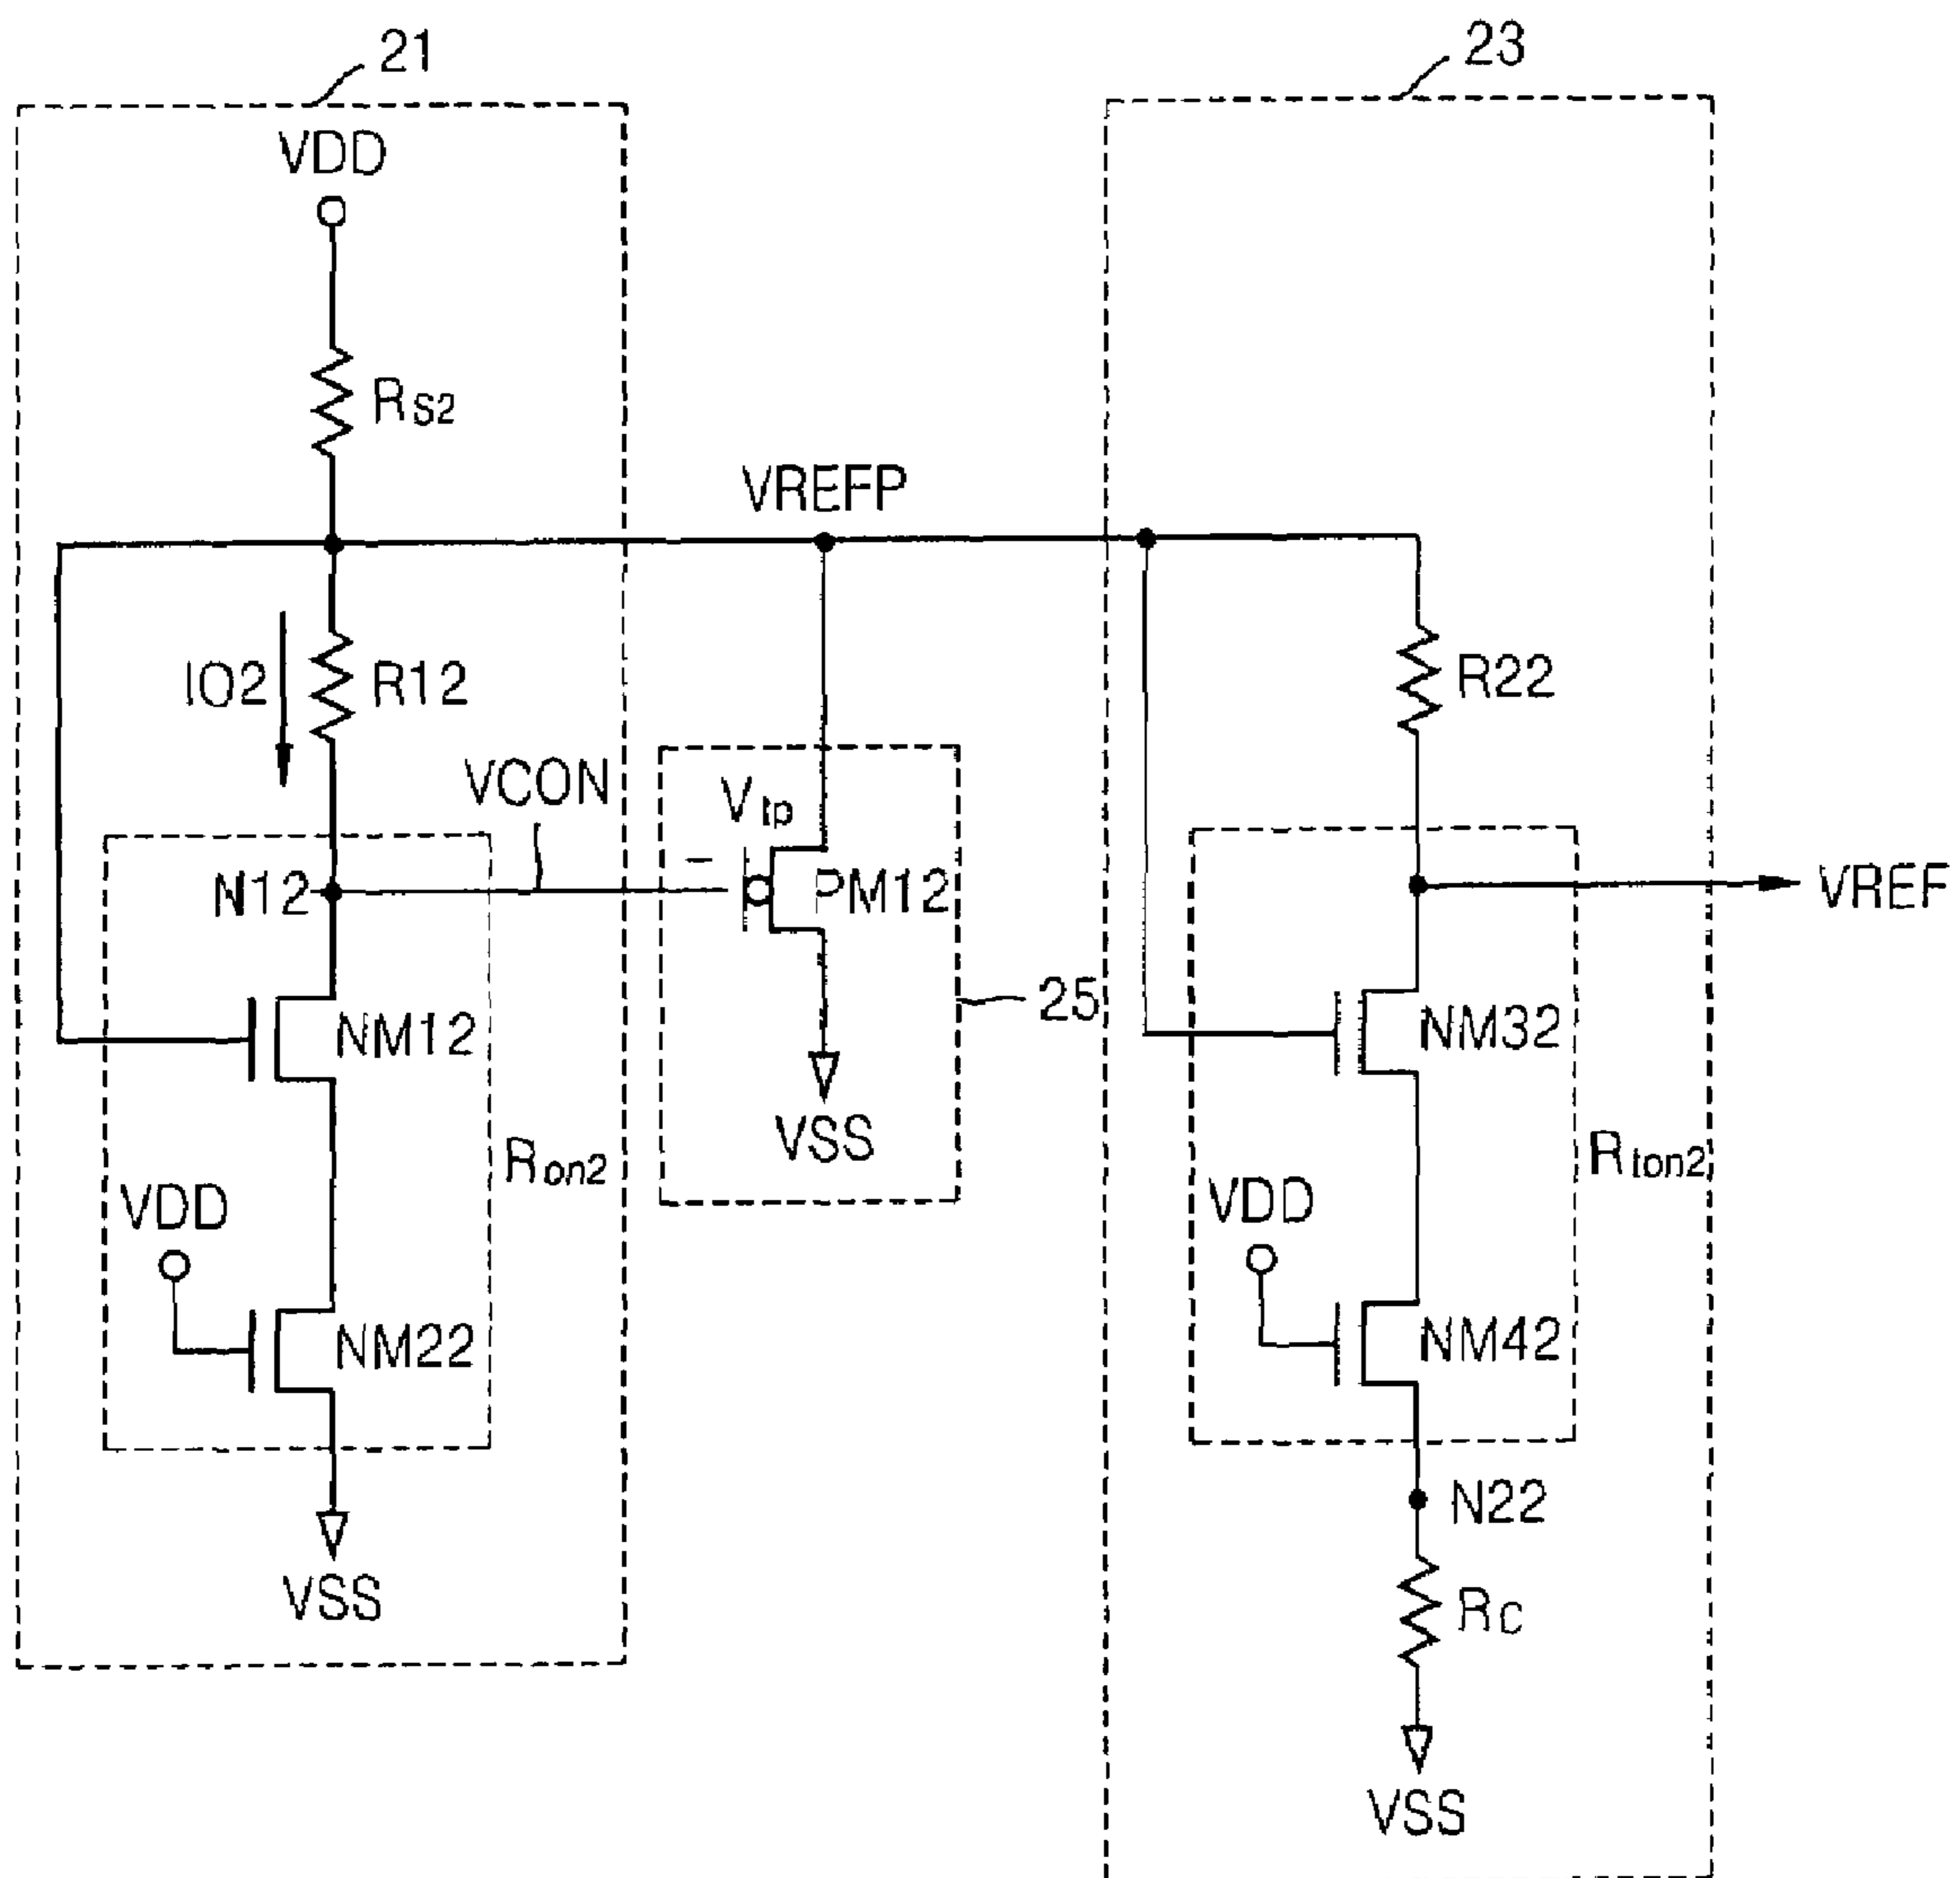 21
23
VDD
RS2
VREFP
IO2
R12
R22
VCON
Vtp
N12
PM12
VREF
25
NM12
NM32
VSS
Ron2
Rton2
VDD
VDD
NM22
NM42
N22
VSS
RC
VSS